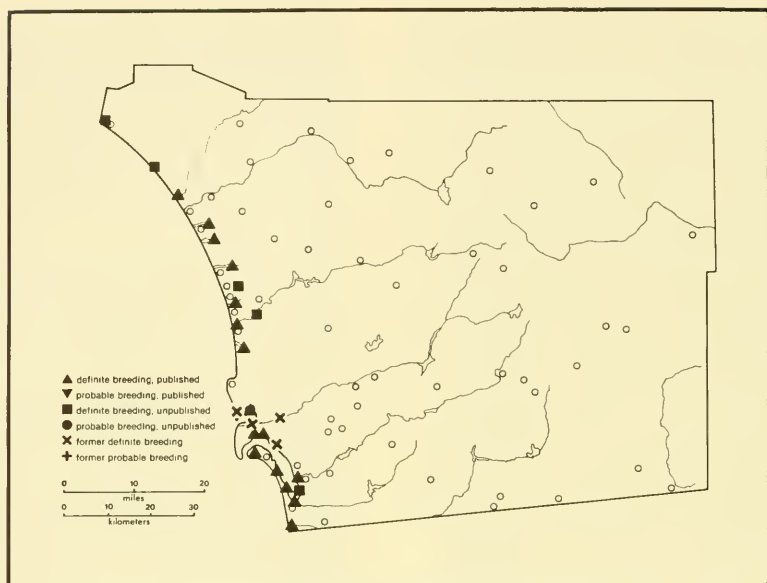 definite breeding, published
probable breeding, published
definite breeding, unpublished
probable breeding, unpublished
former definite breeding
former probable breeding
0 10 20
miles
0 10 20 30
kilometers